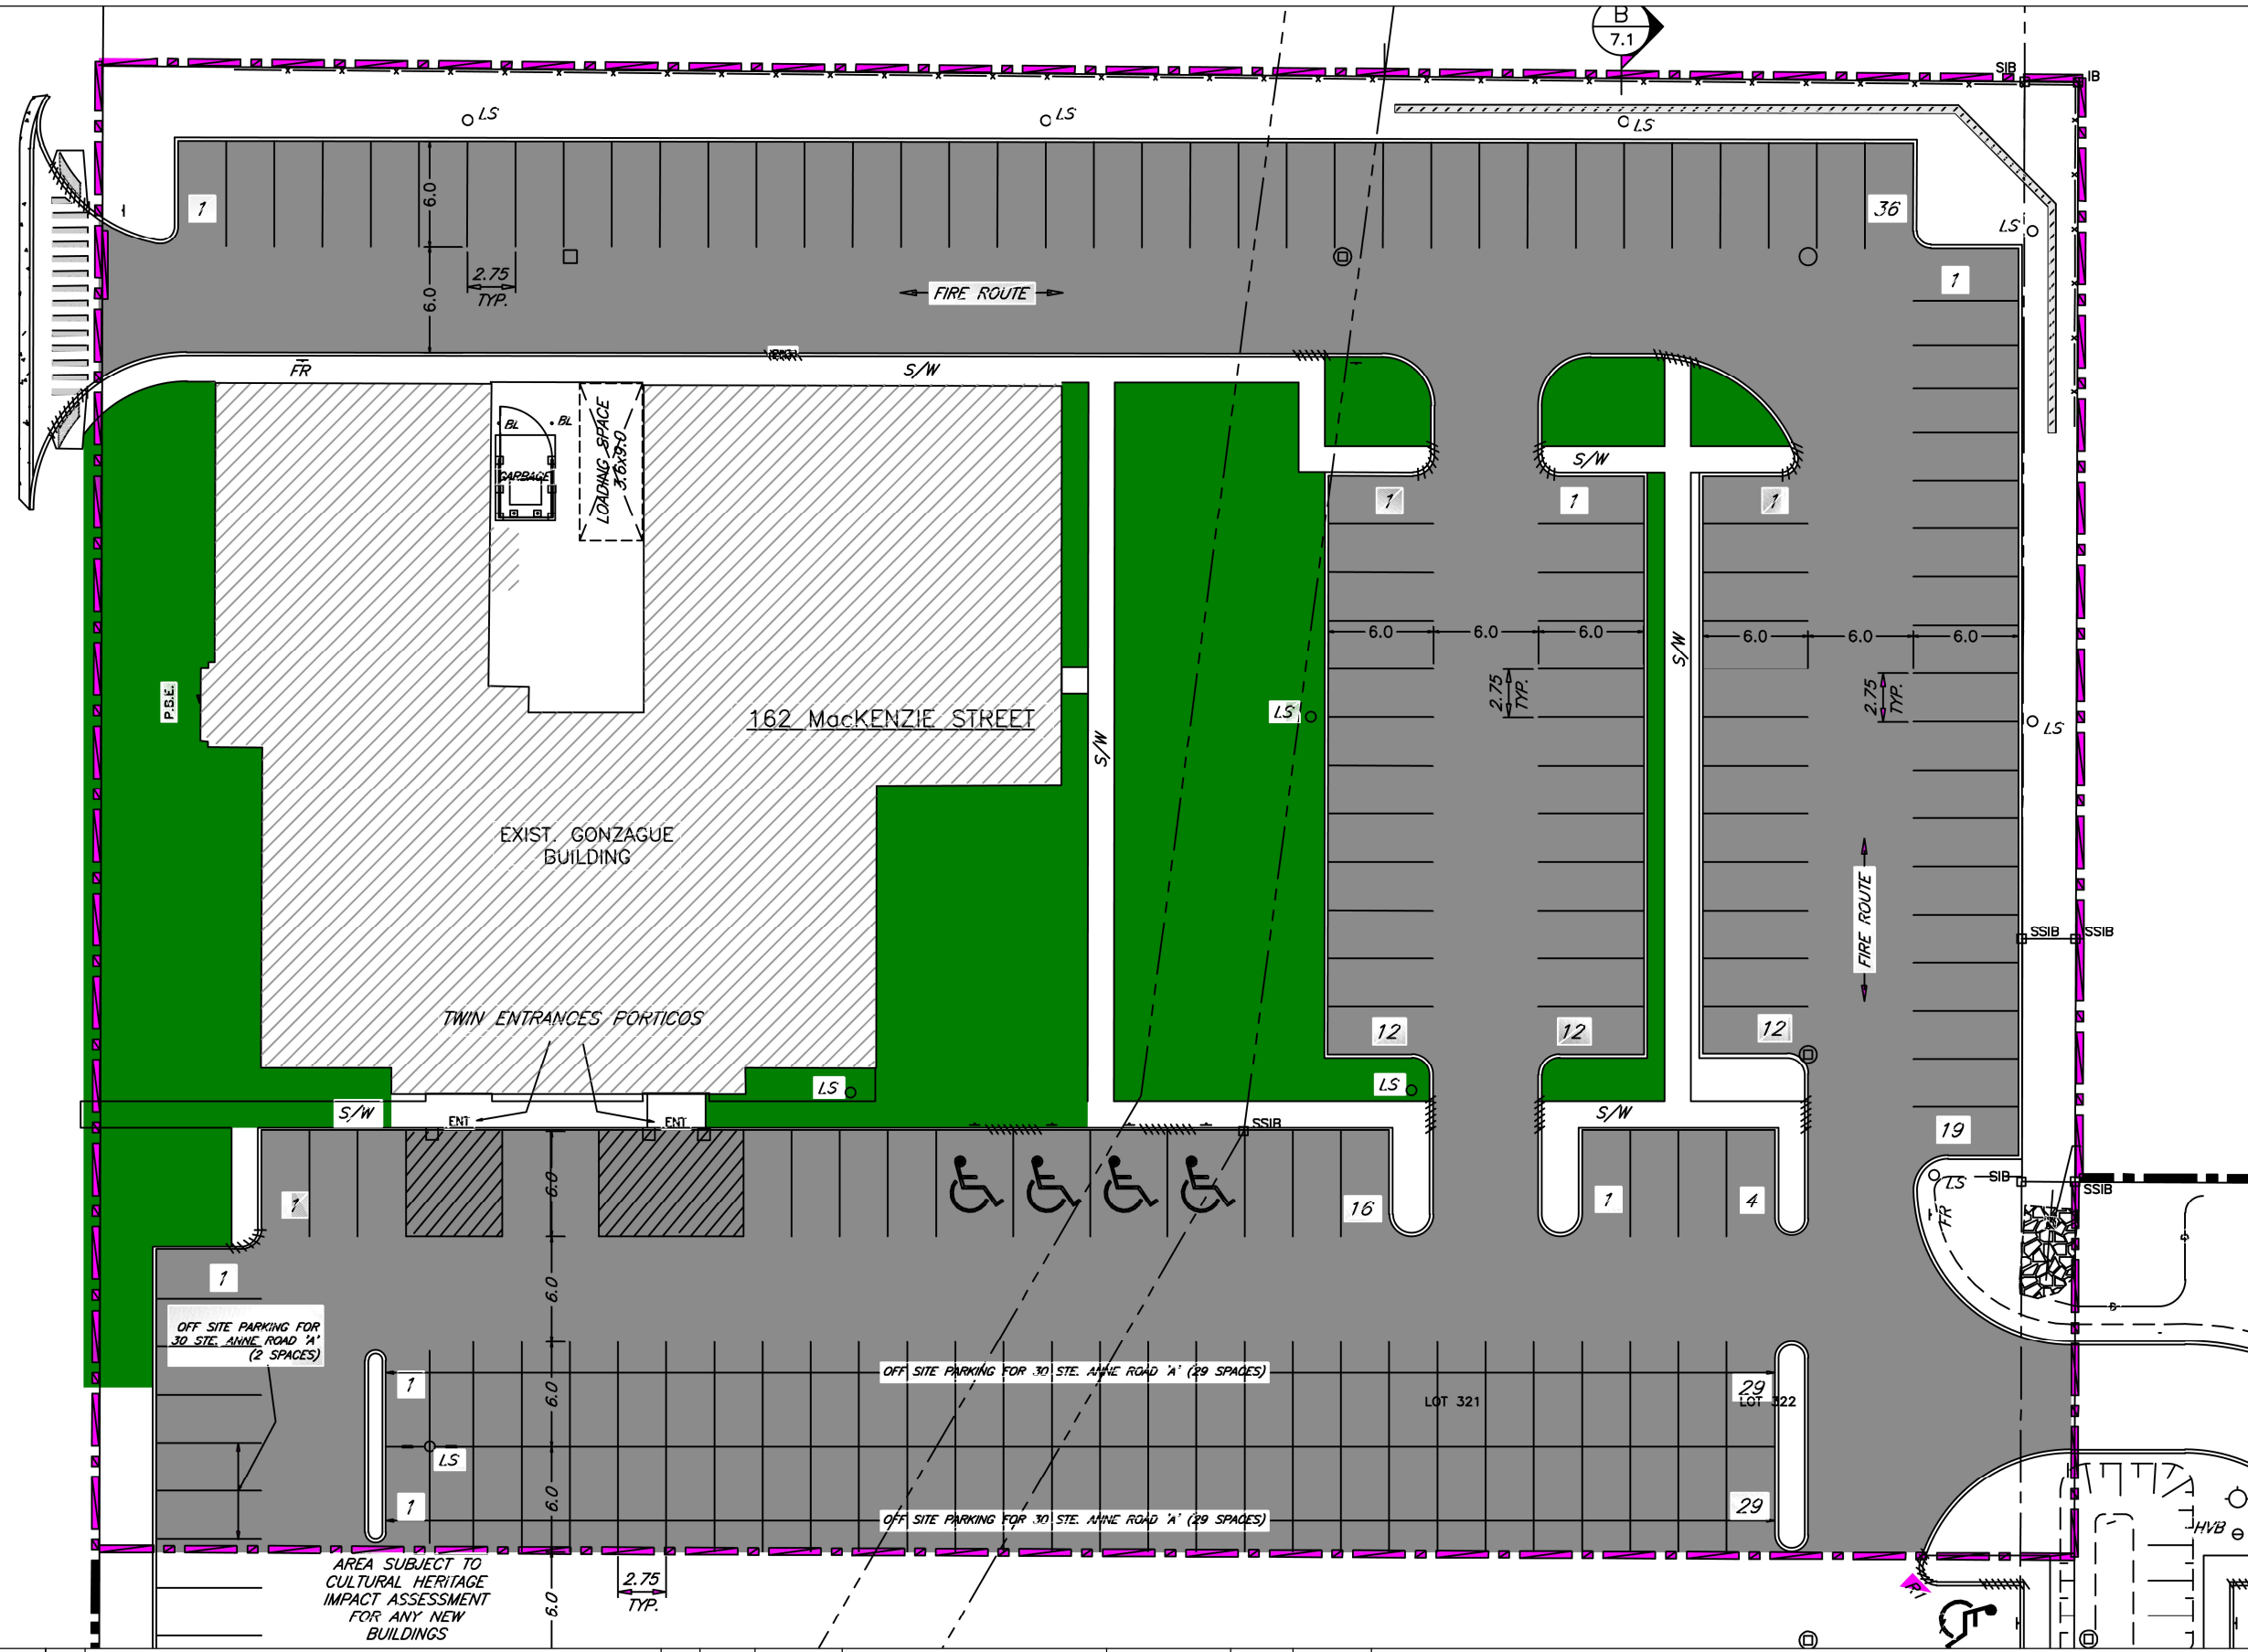 B
7.1
SIB
IB
LS
LS
LS
1
6.0
36
LS
1
6.0
2.75
TYP.
FIRE ROUTE
FR
S/W
BL
BL
GARBAGE
LOADING SPACE
3.6x9.0
S/W
1
1
1
6.0
6.0
6.0
6.0
6.0
6.0
S/W
2.75
TYP.
2.75
TYP.
P.B.E.
162 MacKENZIE STREET
LS
LS
S/W
EXIST. GONZAGUE
BUILDING
FIRE ROUTE
SSIB
SSIB
TWIN ENTRANCES PORTICOS
12
12
12
LS
LS
S/W
ENT
ENT
SSIB
S/W
19
1
6.0
16
1
4
LS
SIB
SSIB
FR
1
6.0
OFF SITE PARKING FOR
30 STE. ANNE ROAD 'A'
(2 SPACES)
1
6.0
OFF SITE PARKING FOR 30 STE. ANNE ROAD 'A' (29 SPACES)
29
LOT 321
LOT 322
LS
1
6.0
OFF SITE PARKING FOR 30 STE. ANNE ROAD 'A' (29 SPACES)
29
HVB
AREA SUBJECT TO
CULTURAL HERITAGE
IMPACT ASSESSMENT
FOR ANY NEW
BUILDINGS
6.0
2.75
TYP.